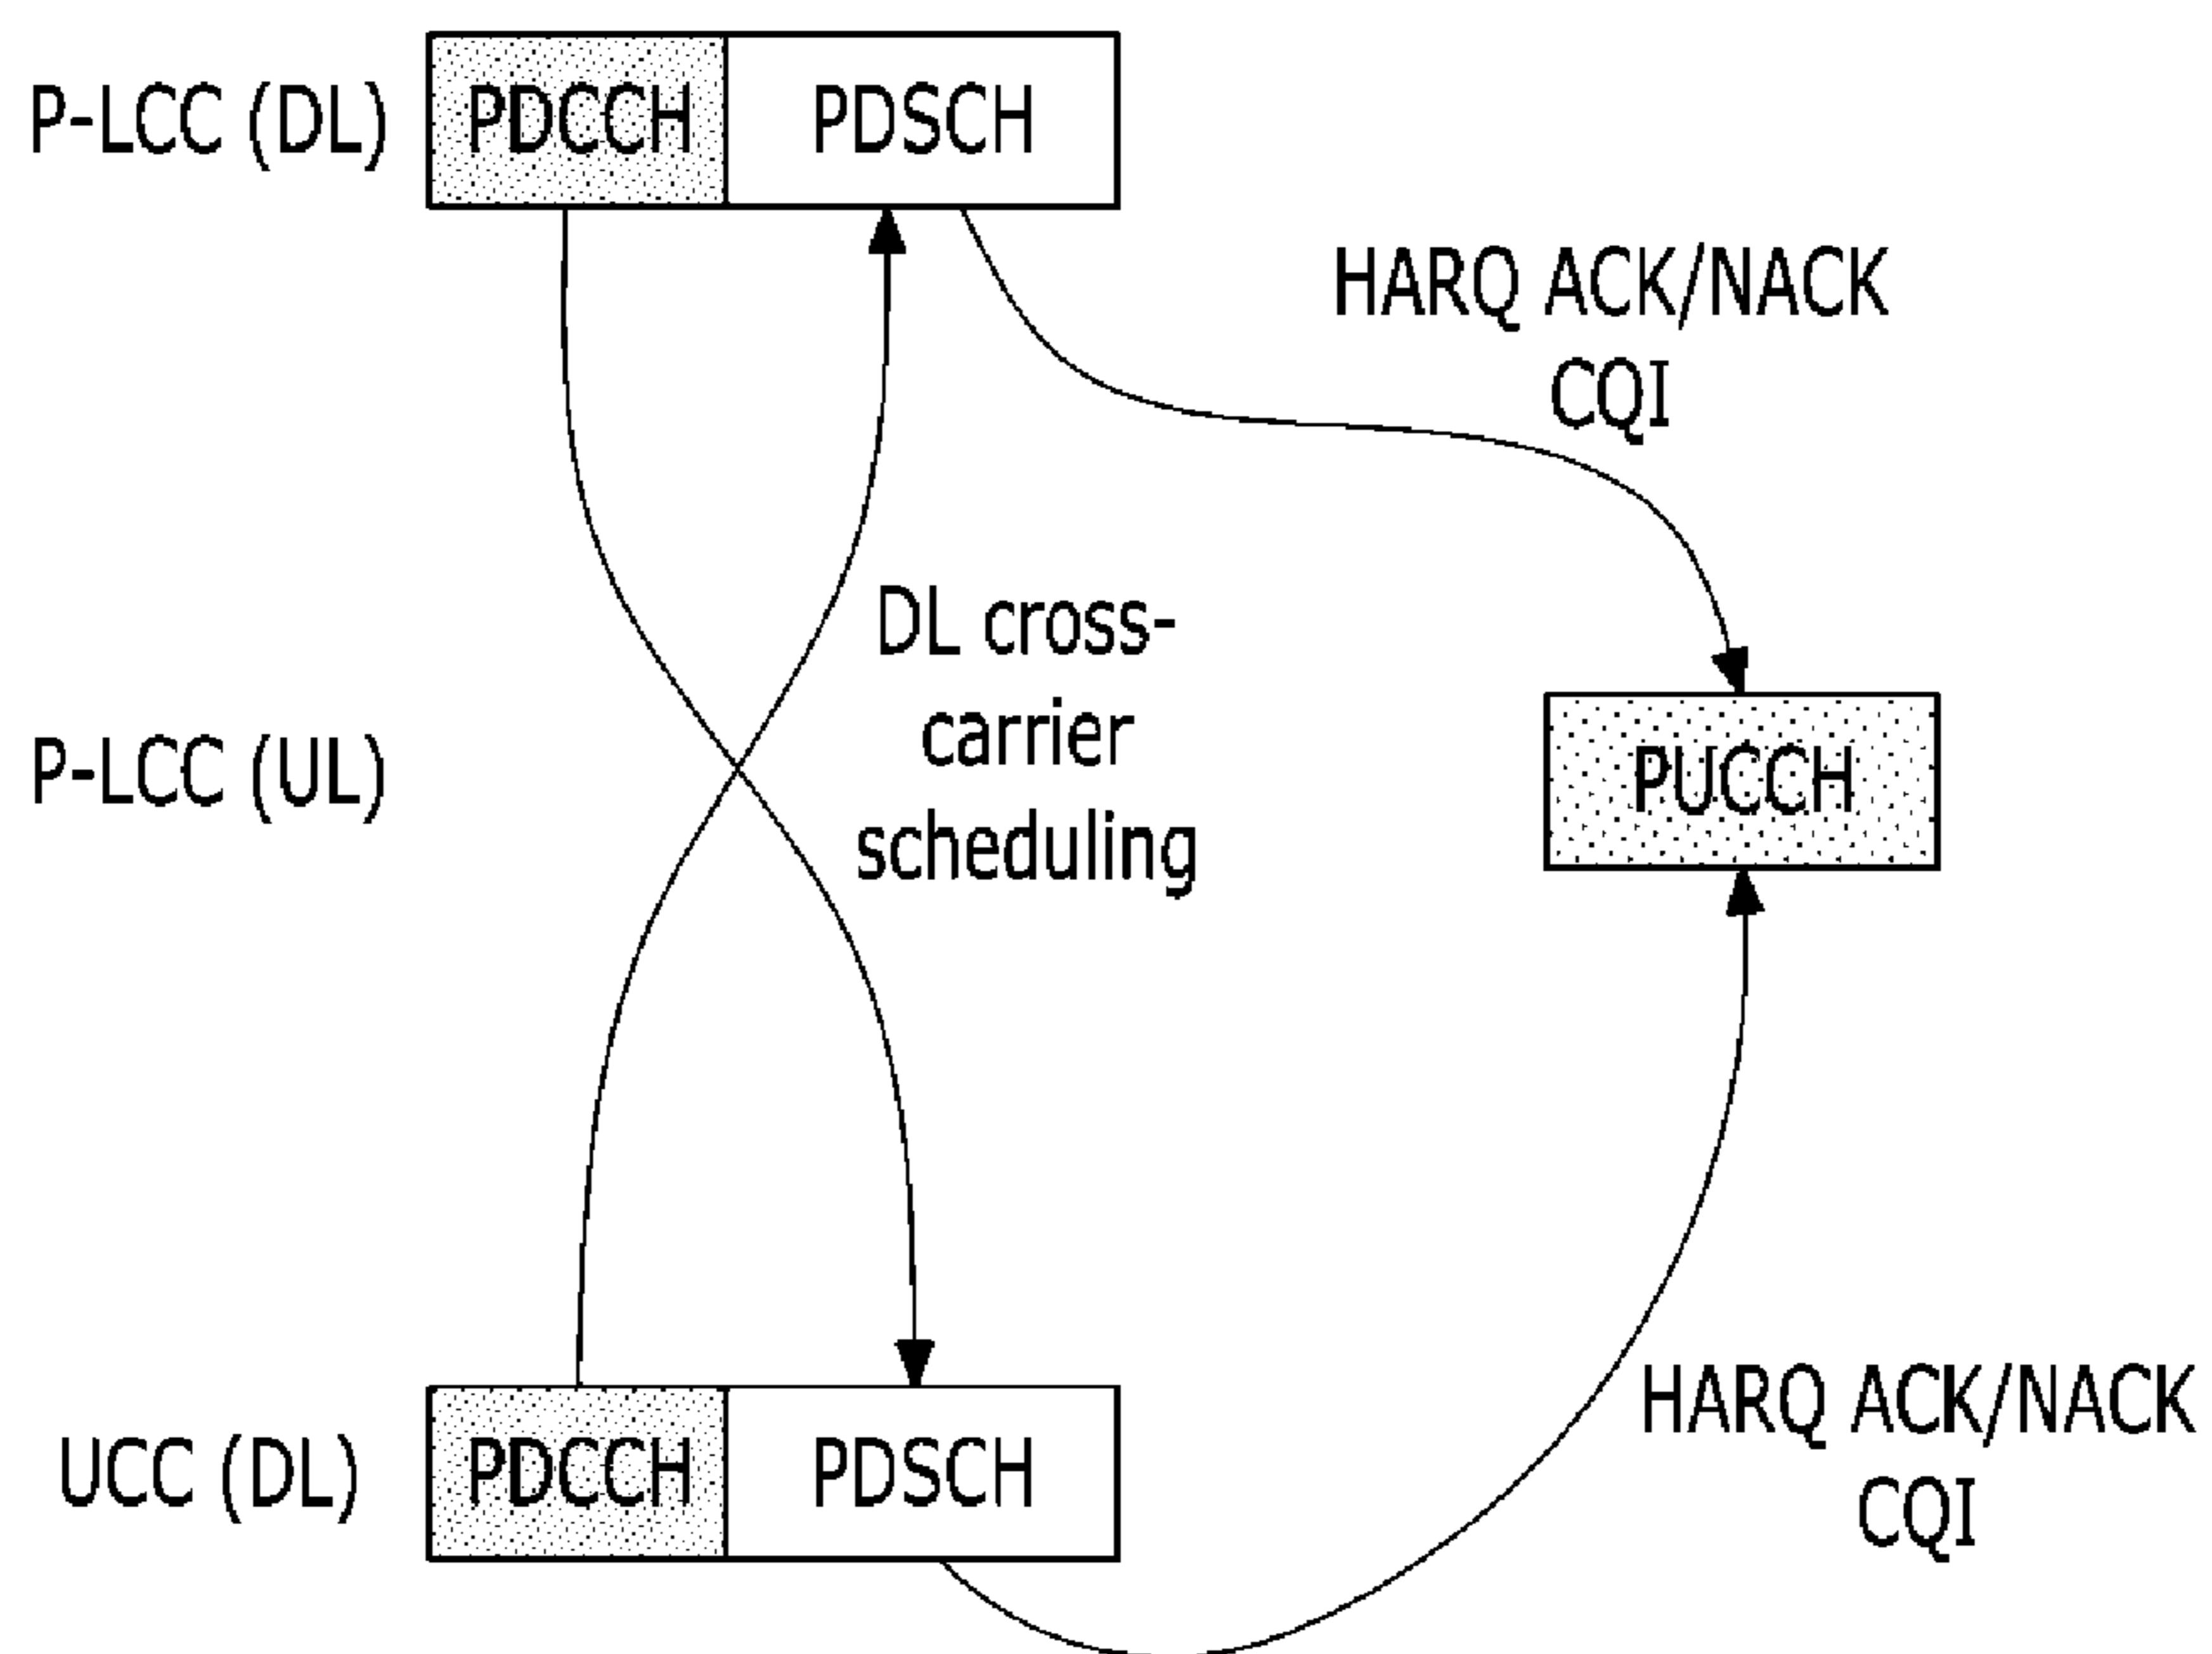 P-LCC (DL)
PDCCH
PDSCH
HARQ ACK/NACK
CQI
DL cross-
carrier
scheduling
P-LCC (UL)
PUCCH
UCC (DL)
PDCCH
PDSCH
HARQ ACK/NACK
CQI